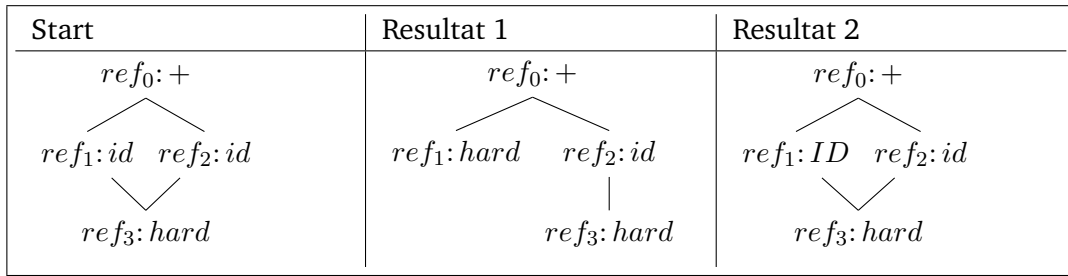 Start Resultat 1 Resultat 2
ref0: + ref0: + ref0: +
ref1: id ref2: id ref1: hard ref2: id ref1: ID ref2: id
ref3: hard ref3: hard ref3: hard